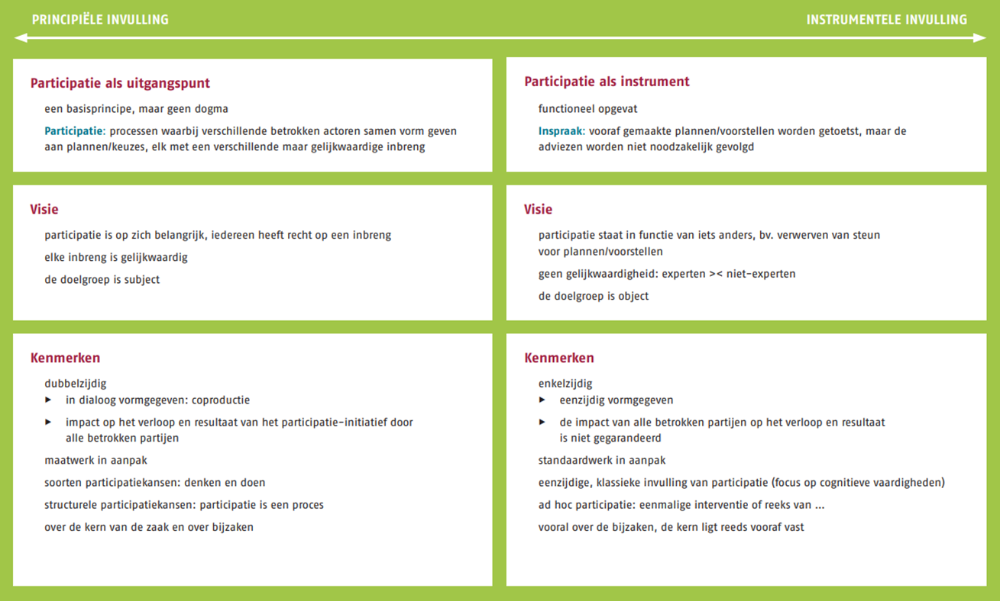 PRINCIPIËLE INVULLING
INSTRUMENTELE INVULLING
Participatie als uitgangspunt
een basisprincipe, maar geen dogma
Participatie: processen waarbij verschillende betrokken actoren samen vorm geven
aan plannen/keuzes, elk met een verschillende maar gelijkwaardige inbreng
Participatie als instrument
functioneel opgevat
Inspraak: vooraf gemaakte plannen/voorstellen worden getoetst, maar de
adviezen worden niet noodzakelijk gevolgd
Visie
participatie is op zich belangrijk, iedereen heeft recht op een inbreng
elke inbreng is gelijkwaardig
de doelgroep is subject
Visie
participatie staat in functie van iets anders, bv. verwerven van steun
voor plannen/voorstellen
geen gelijkwaardigheid: experten >< niet-experten
de doelgroep is object
Kenmerken
dubbelzijdig
▶ in dialoog vormgegeven: coproductie
▶ impact op het verloop en resultaat van het participatie-initiatief door
alle betrokken partijen
maatwerk in aanpak
soorten participatiekansen: denken en doen
structurele participatiekansen: participatie is een proces
over de kern van de zaak en over bijzaken
Kenmerken
enkelzijdig
▶ eenzijdig vormgegeven
▶ de impact van alle betrokken partijen op het verloop en resultaat
is niet gegarandeerd
standaardwerk in aanpak
eenzijdige, klassieke invulling van participatie (focus op cognitieve vaardigheden)
ad hoc participatie: eenmalige interventie of reeks van ...
vooral over de bijzaken, de kern ligt reeds vooraf vast